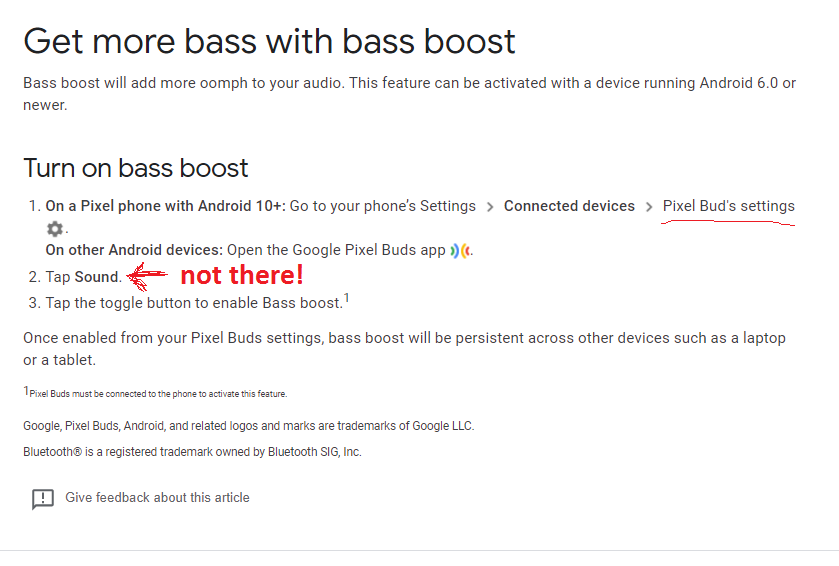 Get more bass with bass boost
Bass boost will add more oomph to your audio. This feature can be activated with a device running Android 6.0 or
newer.
Turn on bass boost
1. On a Pixel phone with Android 10+: Go to your phone's Settings > Connected devices > Pixel Bud's settings
.
On other Android devices: Open the Google Pixel Buds app .
2. Tap Sound. not there!
3. Tap the toggle button to enable Bass boost.1
Once enabled from your Pixel Buds settings, bass boost will be persistent across other devices such as a laptop
or a tablet.
1Pixel Buds must be connected to the phone to activate this feature.
Google, Pixel Buds, Android, and related logos and marks are trademarks of Google LLC.
Bluetooth® is a registered trademark owned by Bluetooth SIG, Inc.
Give feedback about this article